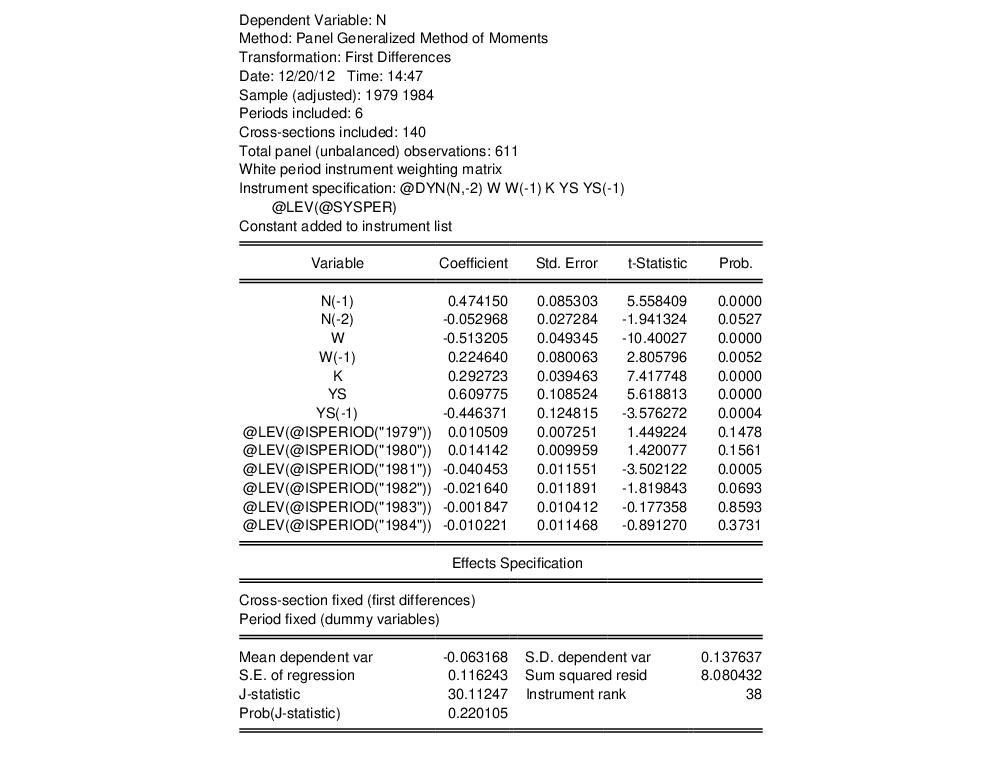 Dependent Variable: N
Method: Panel Generalized Method of Moments
Transformation: First Differences
Date: 12/20/12 Time: 14:47
Sample (adjusted): 1979 1984
Periods included: 6
Cross-sections included: 140
Total panel (unbalanced) observations: 611
White period instrument weighting matrix
Instrument specification: @DYN(N,-2) W W(-1) K YS YS(-1)
@LEV(@SYSPER)
Constant added to instrument list
Variable Coefficient Std. Error t-Statistic Prob.
N(-1) 0.474150 0.085303 5.558409 0.0000
N(-2) -0.052968 0.027284 -1.941324 0.0527
W -0.513205 0.049345 -10.40027 0.0000
W(-1) 0.224640 0.080063 2.805796 0.0052
K 0.292723 0.039463 7.417748 0.0000
YS 0.609775 0.108524 5.618813 0.0000
YS(-1) -0.446371 0.124815 -3.576272 0.0004
@LEV(@ISPERIOD("1979")) 0.010509 0.007251 1.449224 0.1478
@LEV(@ISPERIOD("1980")) 0.014142 0.009959 1.420077 0.1561
@LEV(@ISPERIOD("1981")) -0.040453 0.011551 -3.502122 0.0005
@LEV(@ISPERIOD("1982")) -0.021640 0.011891 -1.819843 0.0693
@LEV(@ISPERIOD("1983")) -0.001847 0.010412 -0.177358 0.8593
@LEV(@ISPERIOD("1984")) -0.010221 0.011468 -0.891270 0.3731
Effects Specification
Cross-section fixed (first differences)
Period fixed (dummy variables)
Mean dependent var -0.063168 S.D. dependent var 0.137637
S.E. of regression 0.116243 Sum squared resid 8.080432
J-statistic 30.11247 Instrument rank 38
Prob(J-statistic) 0.220105